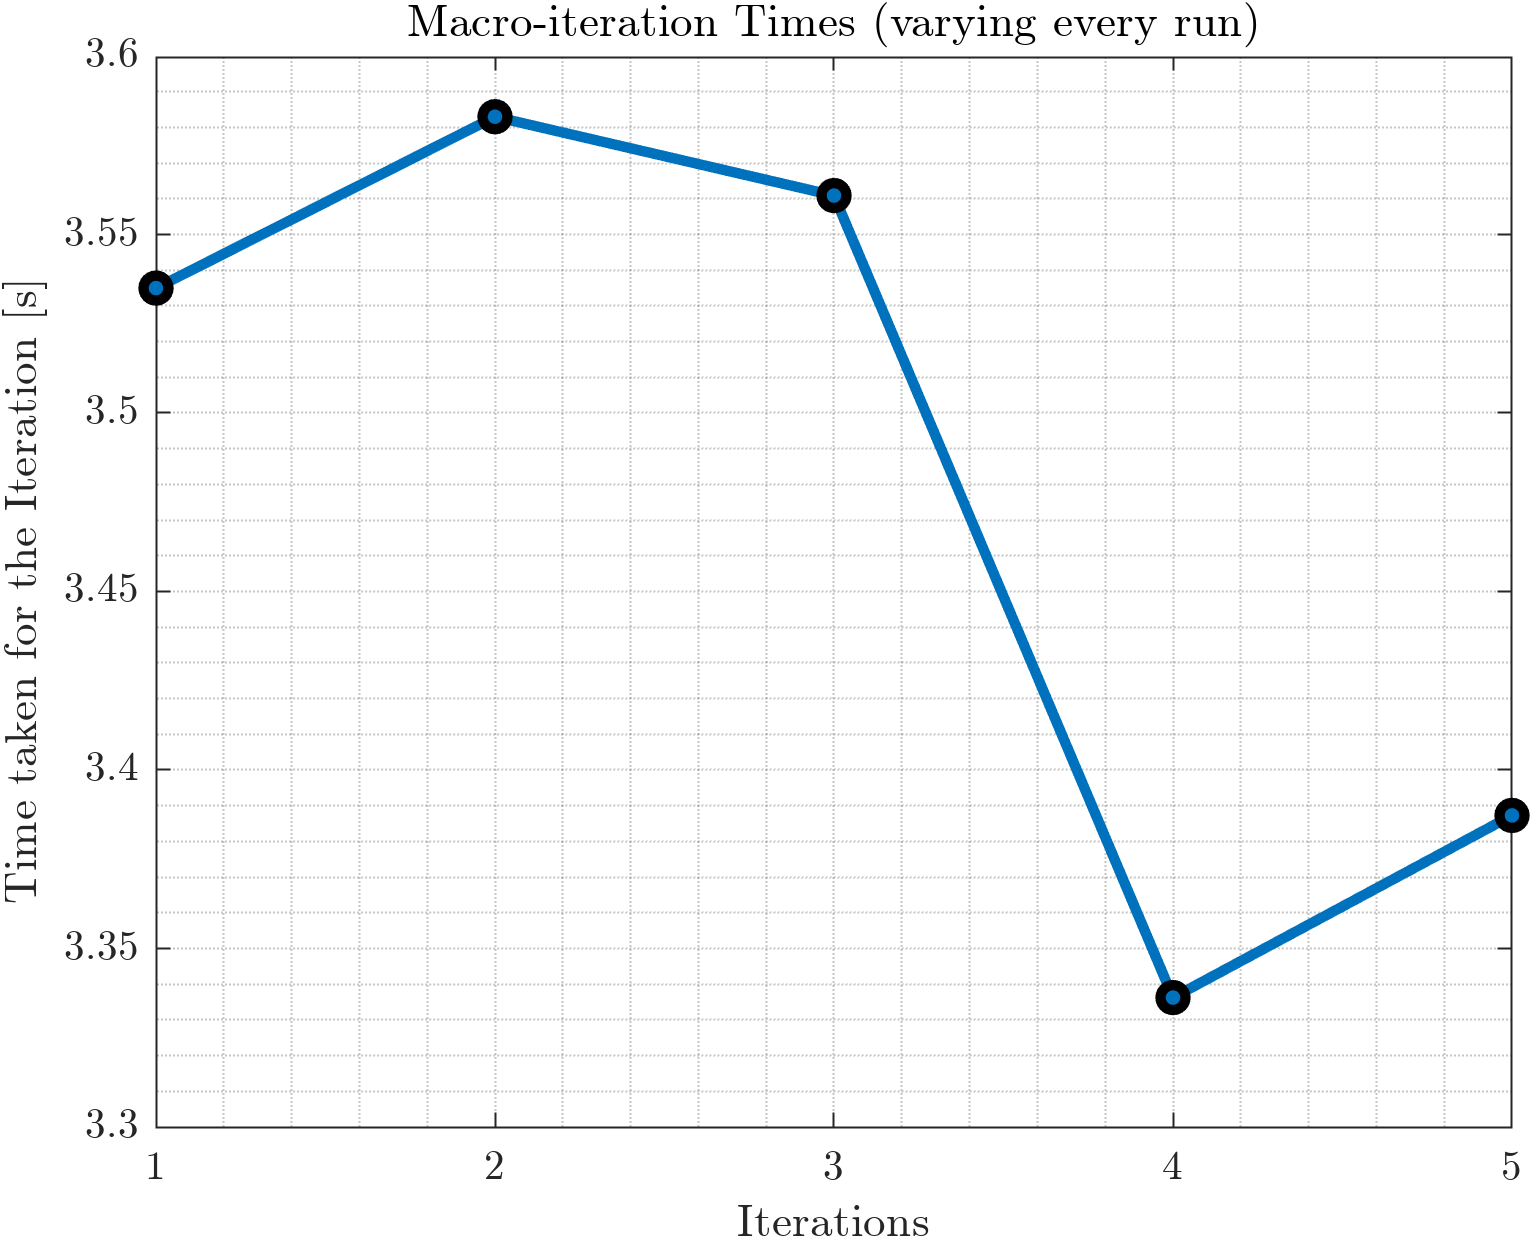 Macro-iteration Times (varying every run)
3.6
3.55
3.5
3.45
3.4
3.35
3.3
Time taken for the Iteration [s]
1 2 3 4 5
Iterations